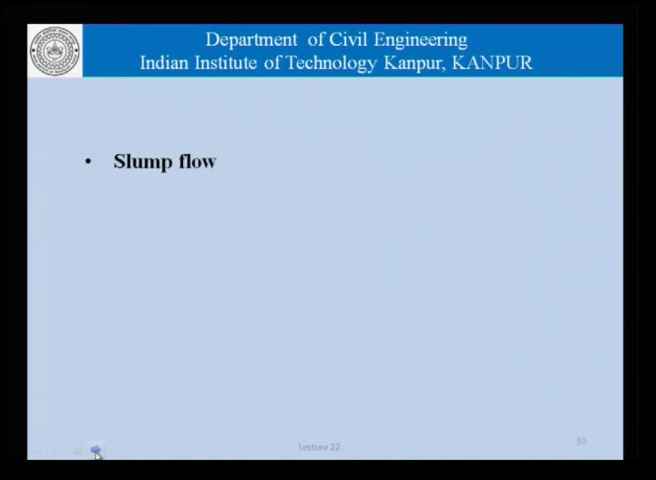 Department of Civil Engineering
Indian Institute of Technology Kanpur, KANPUR
• Slump flow
Lecture 22
30